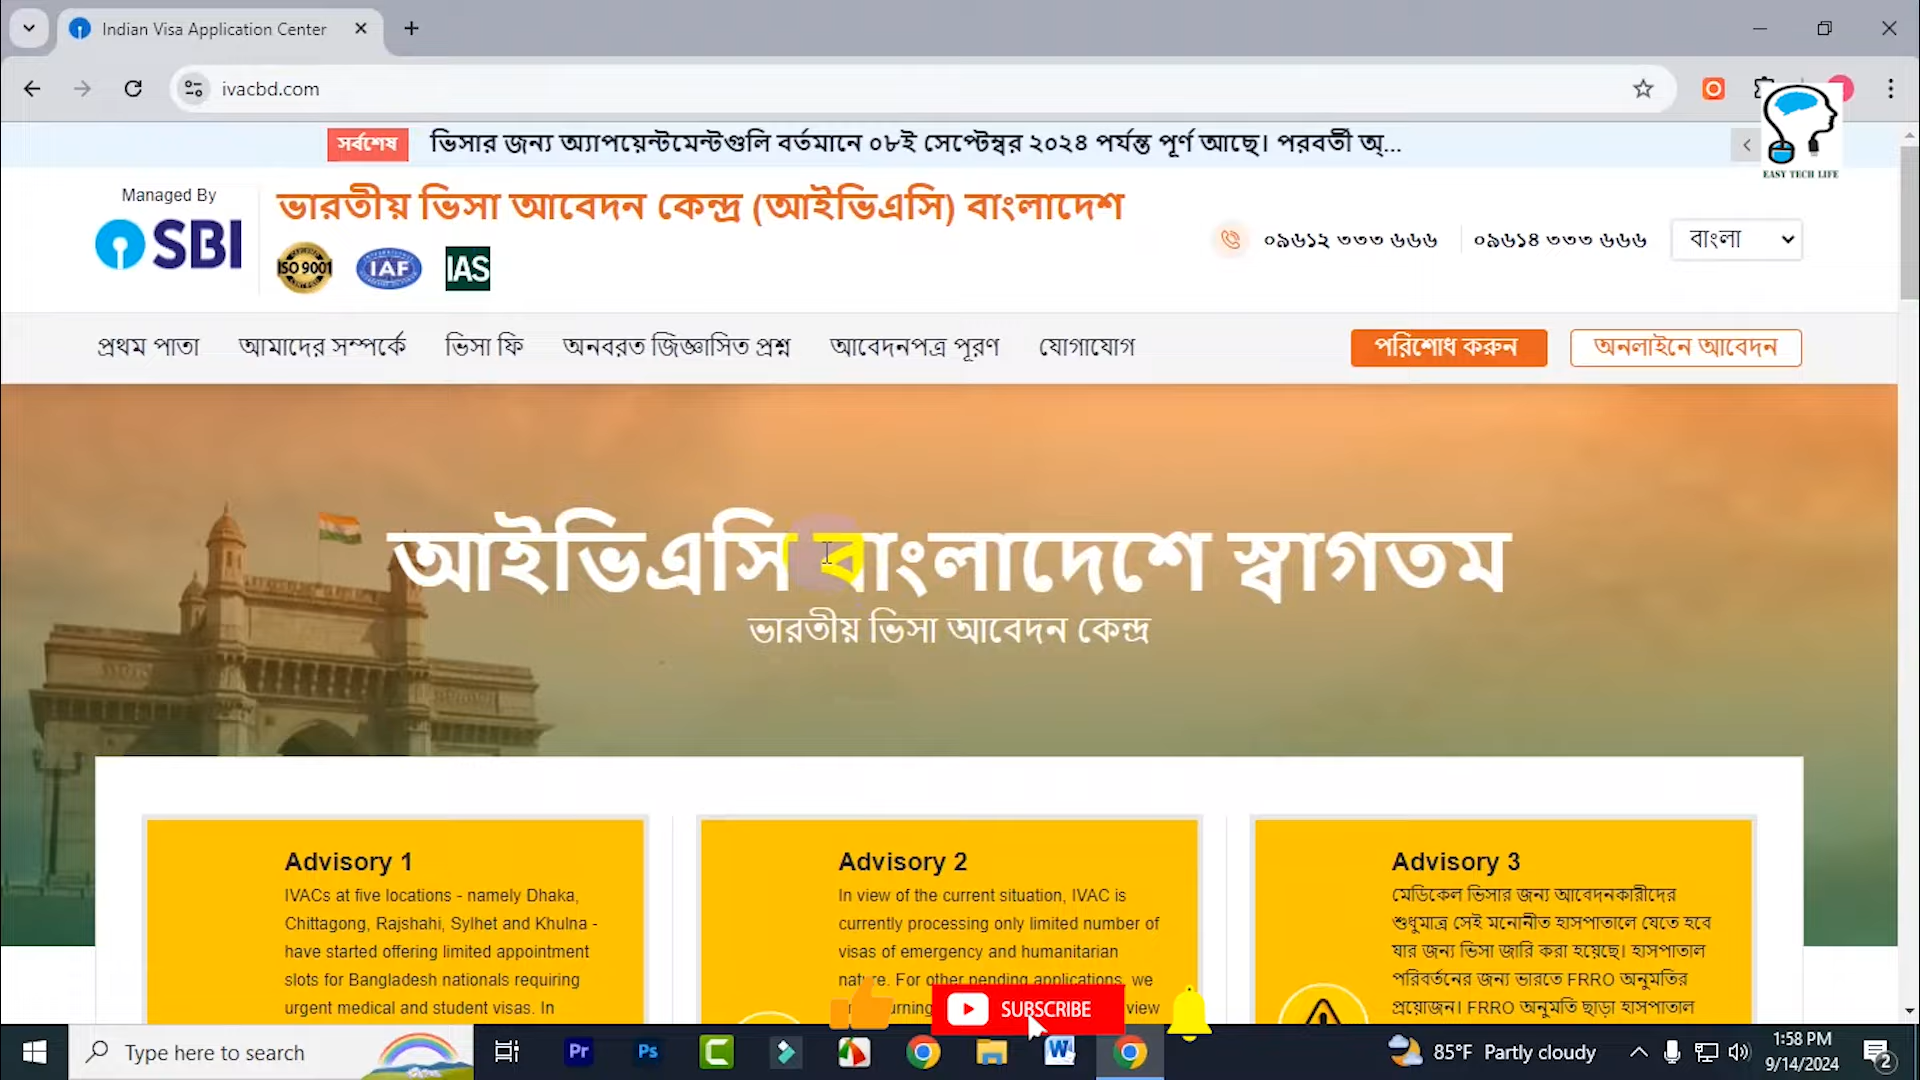 Indian Visa Application Center
ivacbd.com
EASY TECH LIFE
সর্বশেষ ভিসার জন্য অ্যাপয়েন্টমেন্টগুলি বর্তমানে ০৮ই সেপ্টেম্বর ২০২৪ পর্যন্ত পূর্ণ আছে। পরবর্তী অ্...
Managed By
SBI
ভারতীয় ভিসা আবেদন কেন্দ্র (আইভিএসি) বাংলাদেশ
ISO 9001 IAF IAS
০৯৬১২ ৩৩৩ ৬৬৬ ০৯৬১৪ ৩৩৩ ৬৬৬ বাংলা
প্রথম পাতা আমাদের সম্পর্কে ভিসা ফি অনবরত জিজ্ঞাসিত প্রশ্ন আবেদনপত্র পূরণ যোগাযোগ পরিশোধ করুন অনলাইনে আবেদন
আইভিএসি বাংলাদেশে স্বাগতম
ভারতীয় ভিসা আবেদন কেন্দ্র
Advisory 1
IVACs at five locations - namely Dhaka,
Chittagong, Rajshahi, Sylhet and Khulna -
have started offering limited appointment
slots for Bangladesh nationals requiring
urgent medical and student visas. In
Advisory 2
In view of the current situation, IVAC is
currently processing only limited number of
visas of emergency and humanitarian
nature. For other pending applications, we
view
Advisory 3
মেডিকেল ভিসার জন্য আবেদনকারীদের
শুধুমাত্র সেই মনোনীত হাসপাতালে যেতে হবে
যার জন্য ভিসা জারি করা হয়েছে। হাসপাতাল
পরিবর্তনের জন্য ভারতে FRRO অনুমতির
প্রয়োজন। FRRO অনুমতি ছাড়া হাসপাতাল
SUBSCRIBE
Type here to search
Pr Ps C W
85°F Partly cloudy
1:58 PM
9/14/2024
2